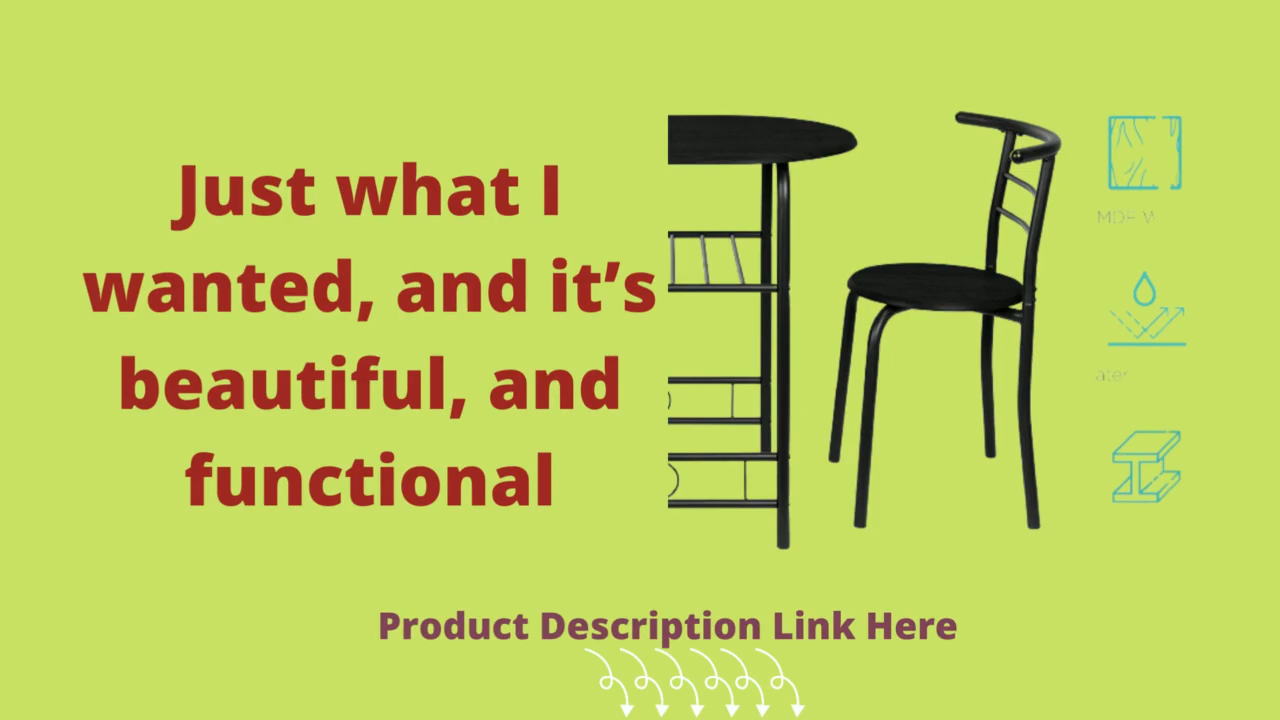 Just what I
wanted, and it’s
beautiful, and
functional
Product Description Link Here